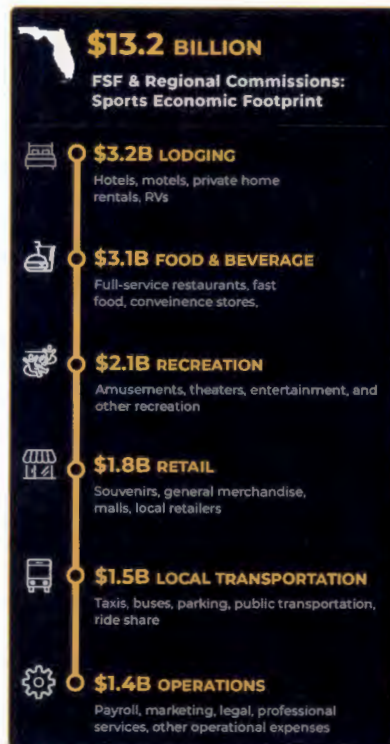 $13.2 BILLION
FSF & Regional Commissions:
Sports Economic Footprint
$3.2B LODGING
Hotels, motels, private home
rentals, RVs
$3.1B FOOD & BEVERAGE
Full-service restaurants, fast
food, conveinence stores,
$2.1B RECREATION
Amusements, theaters, entertainment, and
other recreation
$1.8B RETAIL
Souvenirs, general merchandise,
malls, local retailers
$1.5B LOCAL TRANSPORTATION
Taxis, buses, parking, public transportation,
ride share
$1.4B OPERATIONS
Payroll, marketing, legal, professional
services, other operational expenses